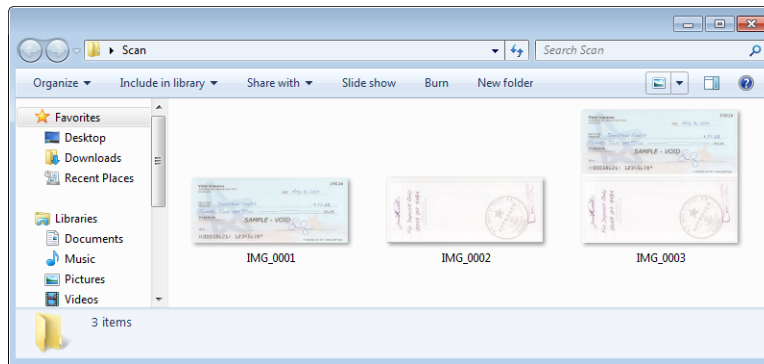 Scan
Search Scan
Organize Include in library Share with Slide show Burn New folder
Favorites
Desktop
Downloads
Recent Places
Libraries
Documents
Music
Pictures
Videos
SAMPLE - VOID
IMG_0001
IMG_0002
SAMPLE - VOID
IMG_0003
3 items